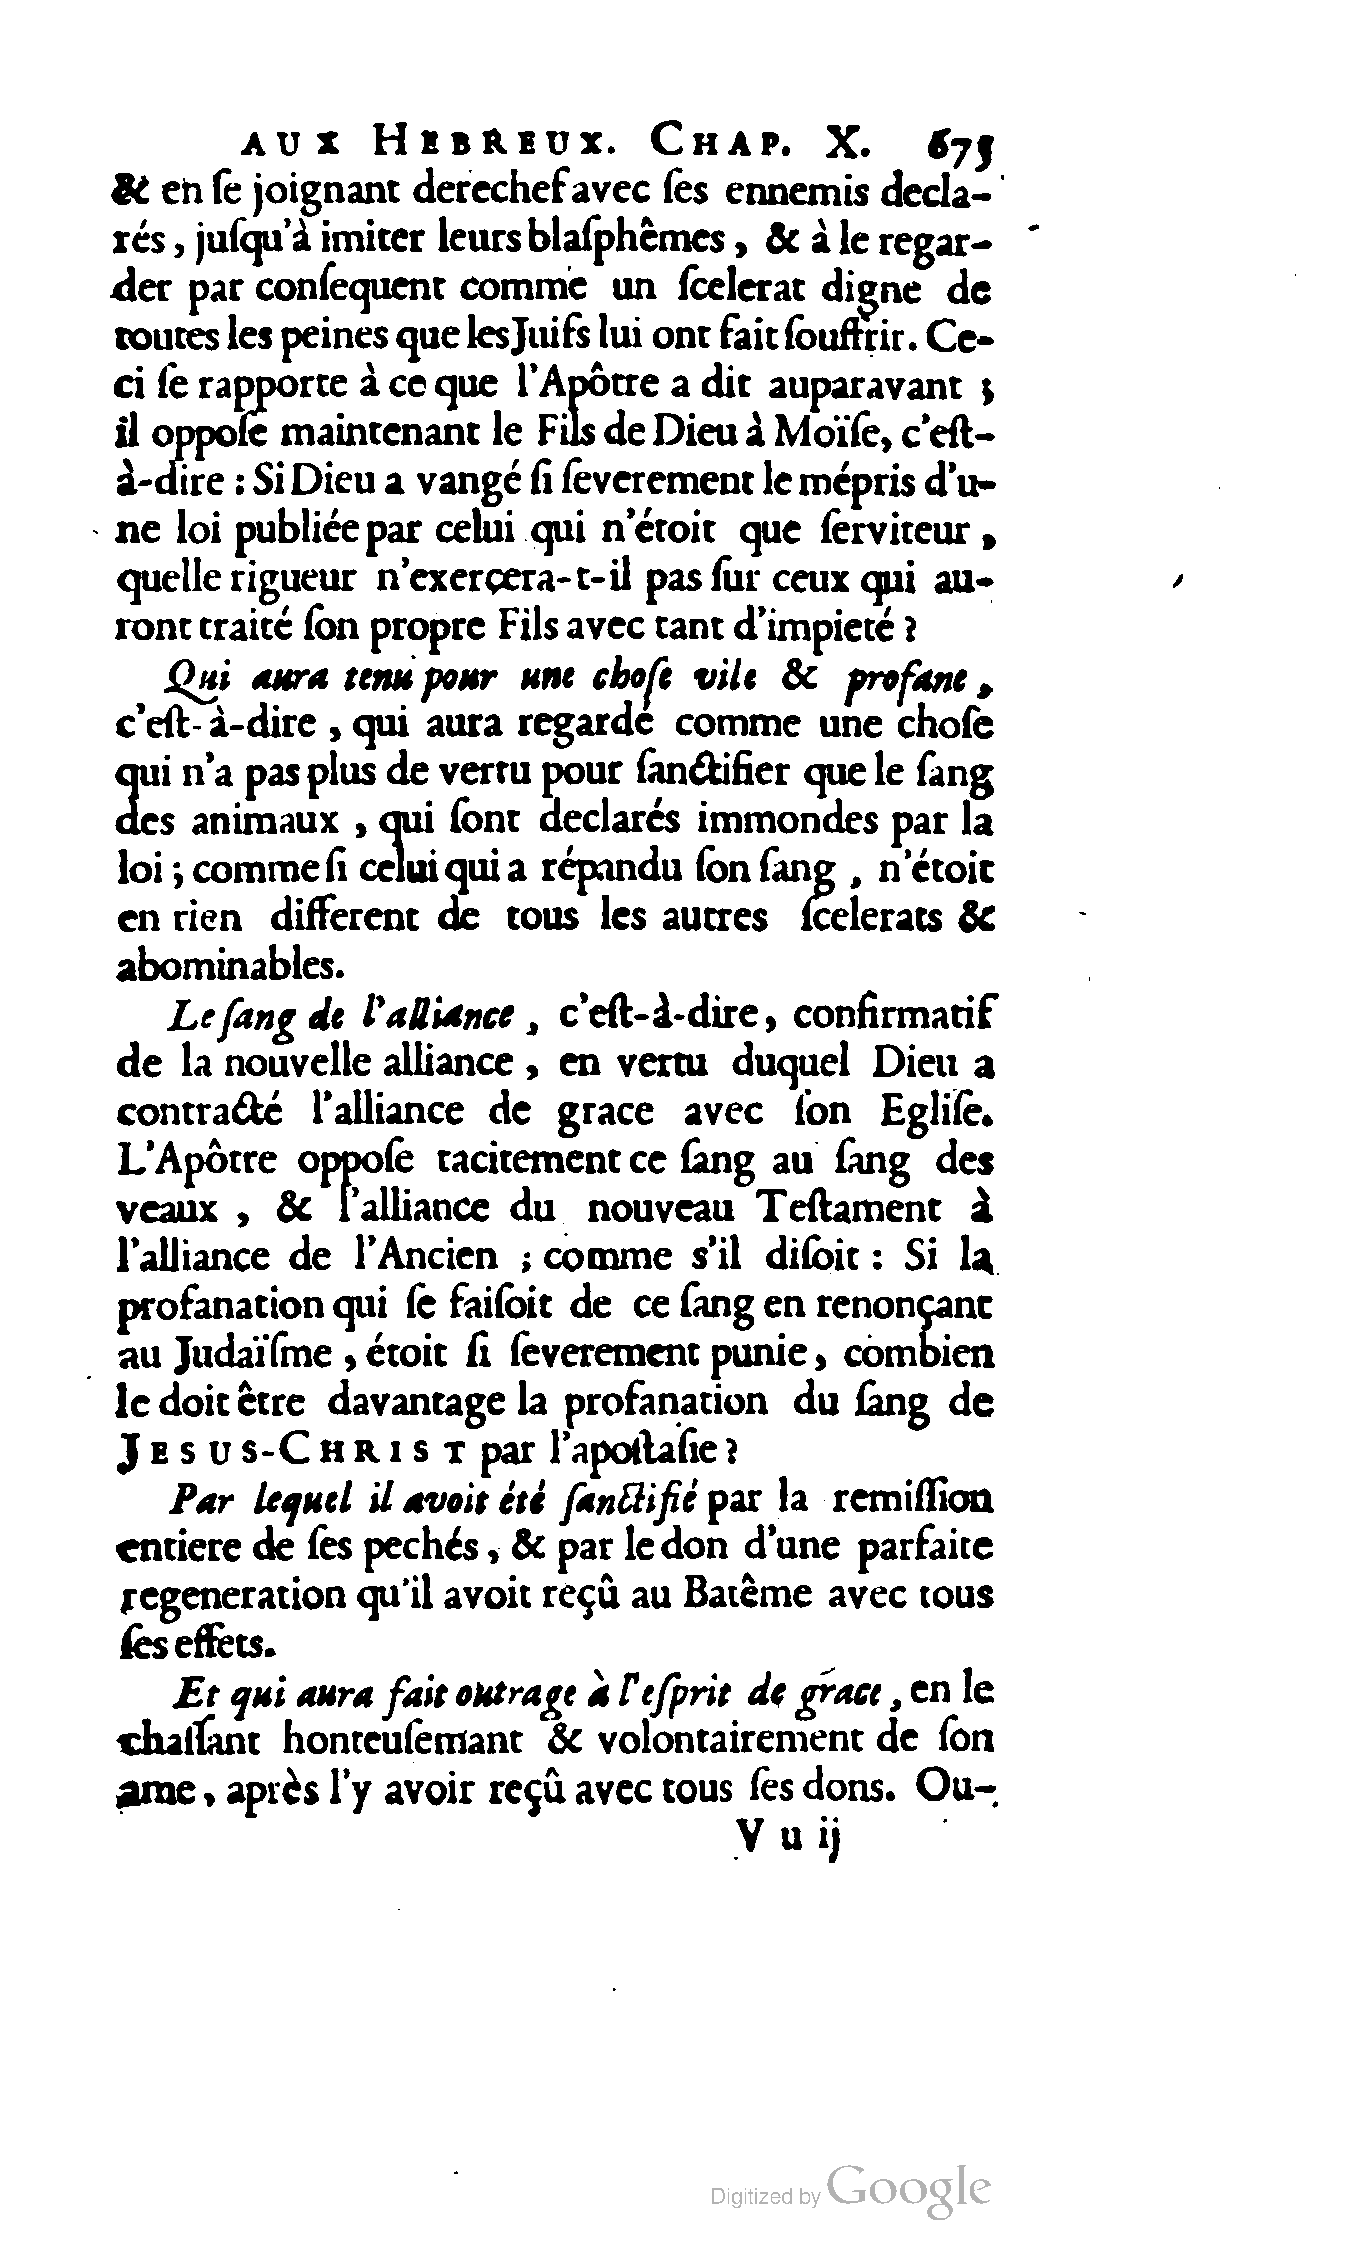 AUX HEBREUX. CHAP. X. 675
& en ſe joignant derechef avec ſes ennemis decla-
rés, juſqu'à imiter leurs blaſphêmes, & à le regar-
der par conſequent comme un ſcelerat digne de
toutes les peines que les Juifs lui ont fait ſouffrir. Ce-
ci ſe rapporte à ce que l'Apôtre a dit auparavant ;
il oppoſe maintenant le Fils de Dieu à Moïſe, c'eſt-
à-dire : Si Dieu a vangé ſi ſeverement le mépris d'u-
ne loi publiée par celui qui n'étoit que ſerviteur,
quelle rigueur n'exerçera-t-il pas ſur ceux qui au-
ront traité ſon propre Fils avec tant d'impieté ?
Qui aura tenu pour une choſe vile & profane,
c'eſt-à-dire, qui aura regardé comme une choſe
qui n'a pas plus de vertu pour ſanctifier que le ſang
des animaux, qui ſont declarés immondes par la
loi ; comme ſi celui qui a répandu ſon ſang, n'étoit
en rien different de tous les autres ſcelerats &
abominables.
Le ſang de l'alliance, c'eſt-à-dire, confirmatif
de la nouvelle alliance, en vertu duquel Dieu a
contracté l'alliance de grace avec ſon Egliſe.
L'Apôtre oppoſe tacitement ce ſang au ſang des
veaux, & l'alliance du nouveau Teſtament à
l'alliance de l'Ancien ; comme s'il diſoit : Si la
profanation qui ſe faiſoit de ce ſang en renonçant
au Judaïſme, étoit ſi ſeverement punie, combien
le doit être davantage la profanation du ſang de
JESUS-CHRIST par l'apoſtaſie ?
Par lequel il avoit été ſanctifié par la remiſſion
entiere de ſes pechés, & par le don d'une parfaite
regeneration qu'il avoit reçû au Batême avec tous
ſes effets.
Et qui aura fait outrage à l'eſprit de grace, en le
chaſſant honteuſemant & volontairement de ſon
ame, après l'y avoir reçû avec tous ſes dons. Ou-
V u ij
Digitized by Google